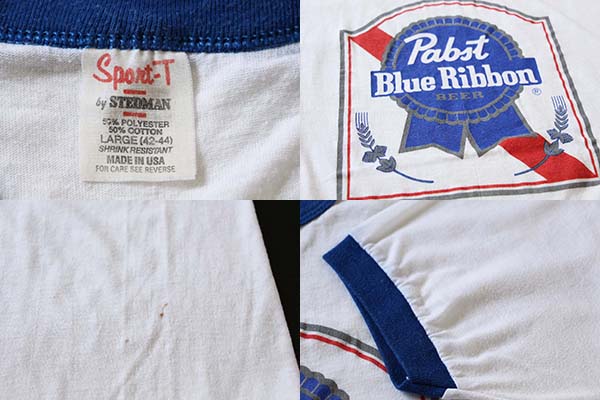 Sport-T
by STEDMAN
50% POLYESTER
50% COTTON
LARGE (42-44)
SHRINK RESISTANT
MADE IN USA
FOR CARE SEE REVERSE
Pabst
Blue Ribbon
BEER
®